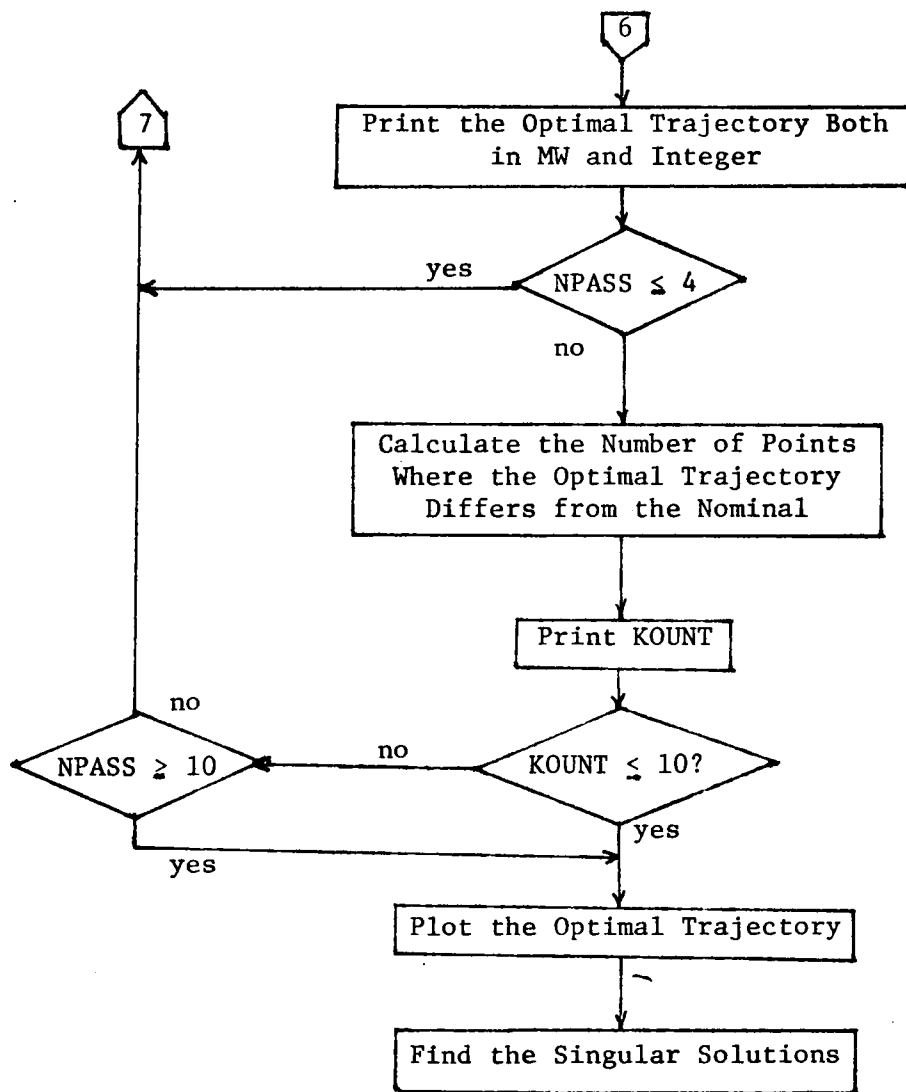 6
7
Print the Optimal Trajectory Both
in MW and Integer
yes
NPASS ≤ 4
no
Calculate the Number of Points
Where the Optimal Trajectory
Differs from the Nominal
Print KOUNT
no
NPASS ≥ 10
no
KOUNT ≤ 10?
yes
yes
Plot the Optimal Trajectory
Find the Singular Solutions